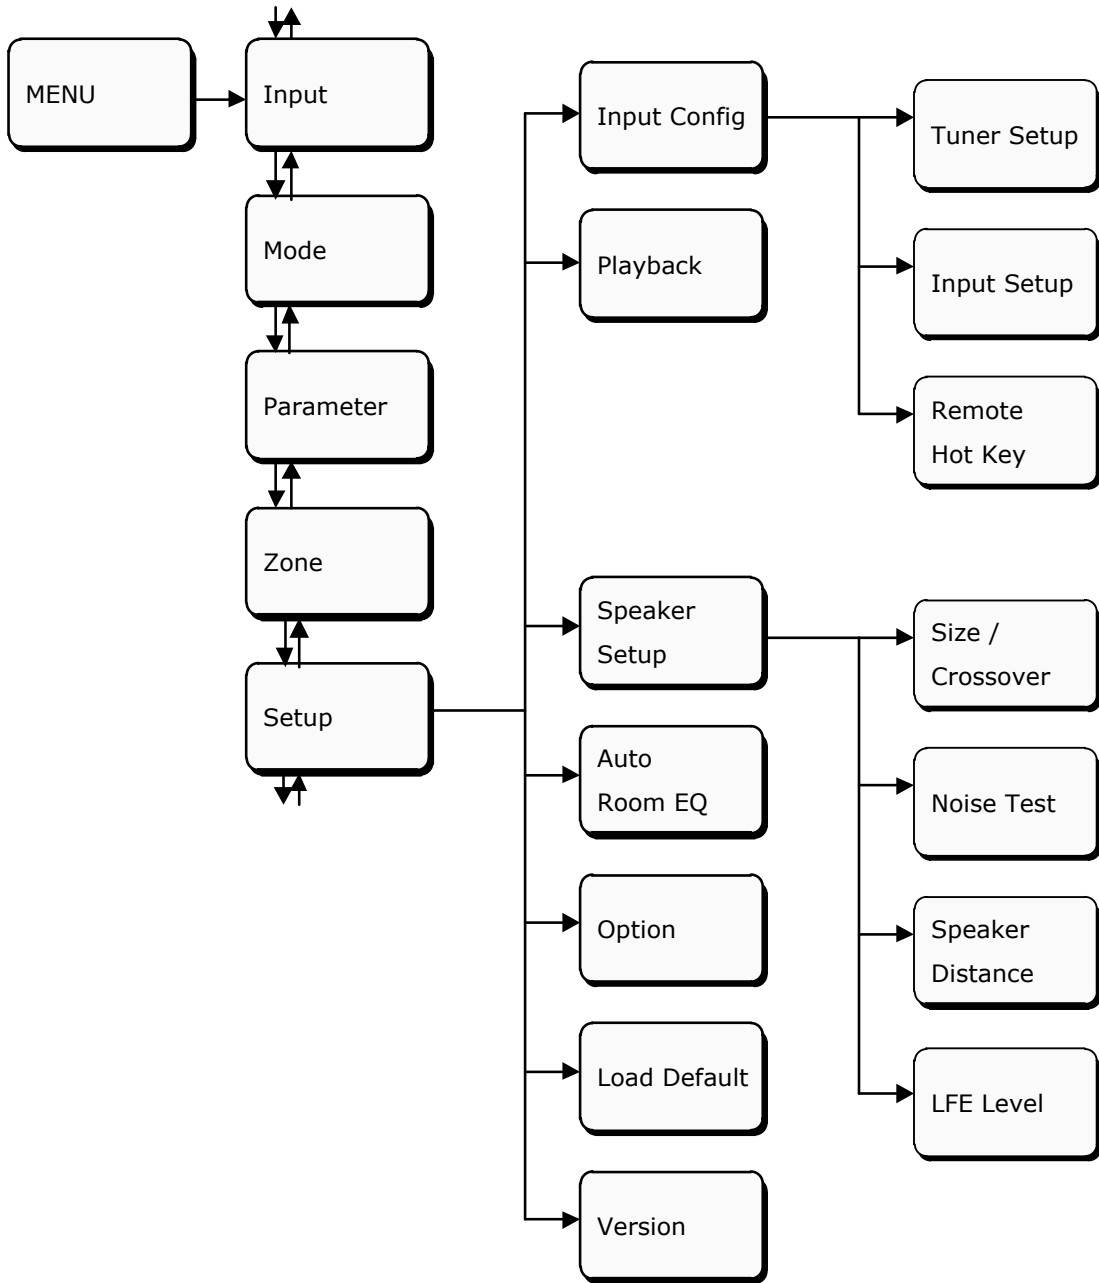 MENU
Input
Mode
Parameter
Zone
Setup
Input Config
Playback
Speaker
Setup
Auto
Room EQ
Option
Load Default
Version
Tuner Setup
Input Setup
Remote
Hot Key
Size /
Crossover
Noise Test
Speaker
Distance
LFE Level